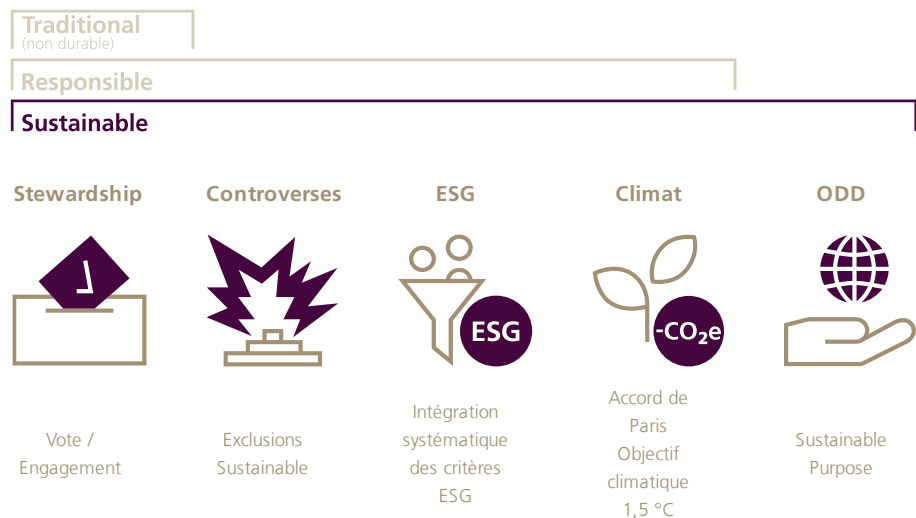 Traditional
(non durable)
Responsible
Sustainable
Stewardship
Controverses
ESG
Climat
ODD
ESG
-CO₂e
Vote /
Engagement
Exclusions
Sustainable
Intégration
systématique
des critères
ESG
Accord de
Paris
Objectif
climatique
1,5 °C
Sustainable
Purpose